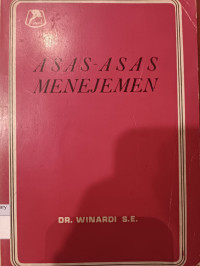 ASAS-ASAS
MENEJEMEN
DR. WINARDI S.E.